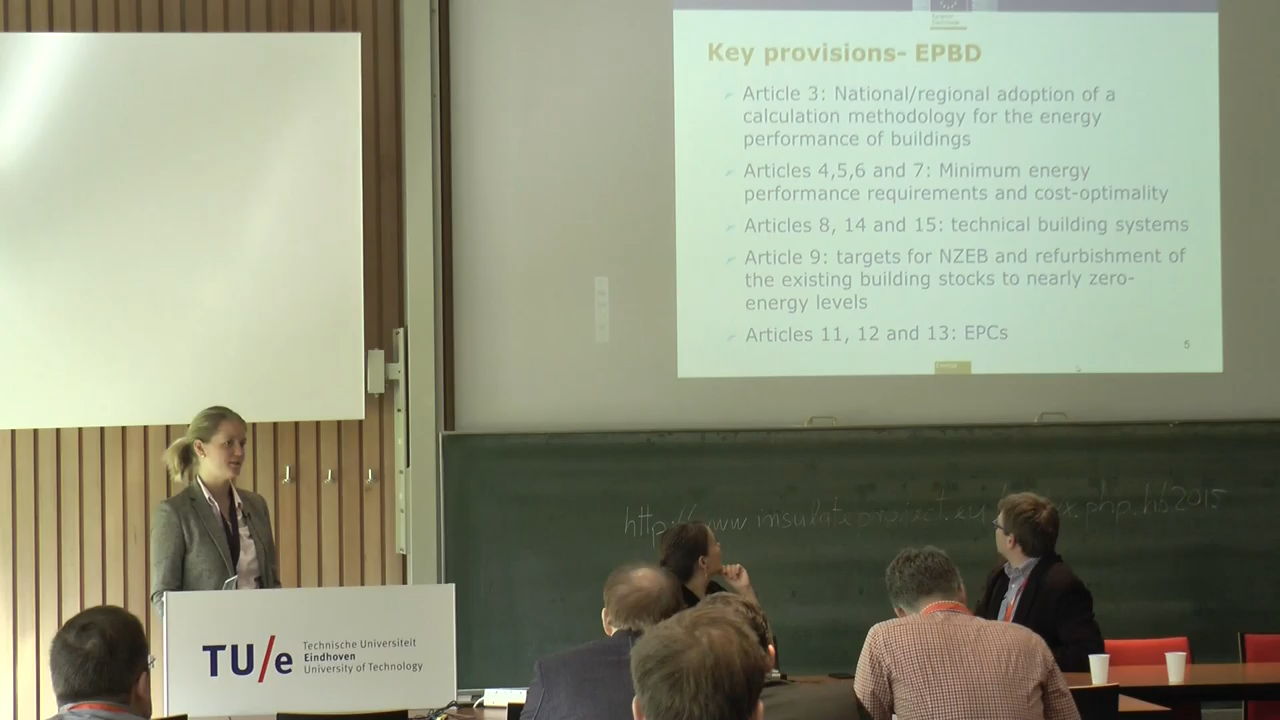 Key provisions- EPBD
Article 3: National/regional adoption of a
calculation methodology for the energy
performance of buildings
Articles 4,5,6 and 7: Minimum energy
performance requirements and cost-optimality
Articles 8, 14 and 15: technical building systems
Article 9: targets for NZEB and refurbishment of
the existing building stocks to nearly zero-
energy levels
Articles 11, 12 and 13: EPCs
5
TU/e Technische Universiteit
Eindhoven
University of Technology